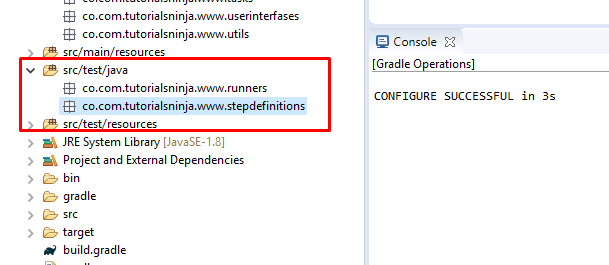 co.com.tutorialsninja.www.userinterfases
co.com.tutorialsninja.www.utils
src/main/resources
src/test/java
co.com.tutorialsninja.www.runners
co.com.tutorialsninja.www.stepdefinitions
src/test/resources
JRE System Library [JavaSE-1.8]
Project and External Dependencies
bin
gradle
src
target
build.gradle
Console
[Gradle Operations]
CONFIGURE SUCCESSFUL in 3s